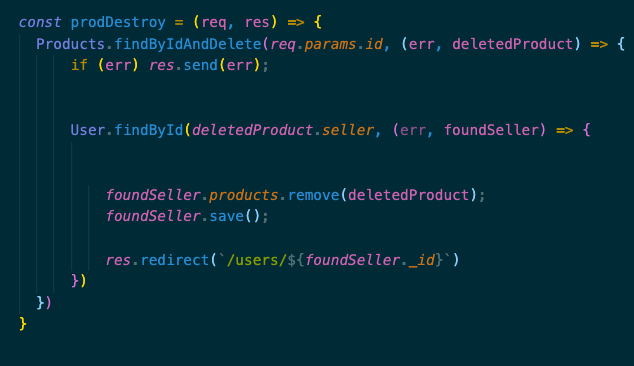 const prodDestroy = (req, res) => {
Products.findByIdAndDelete(req.params.id, (err, deletedProduct) => {
if (err) res.send(err);
User.findById(deletedProduct.seller, (err, foundSeller) => {
foundSeller.products.remove(deletedProduct);
foundSeller.save();
res.redirect(`/users/${foundSeller._id}`)
})
})
}